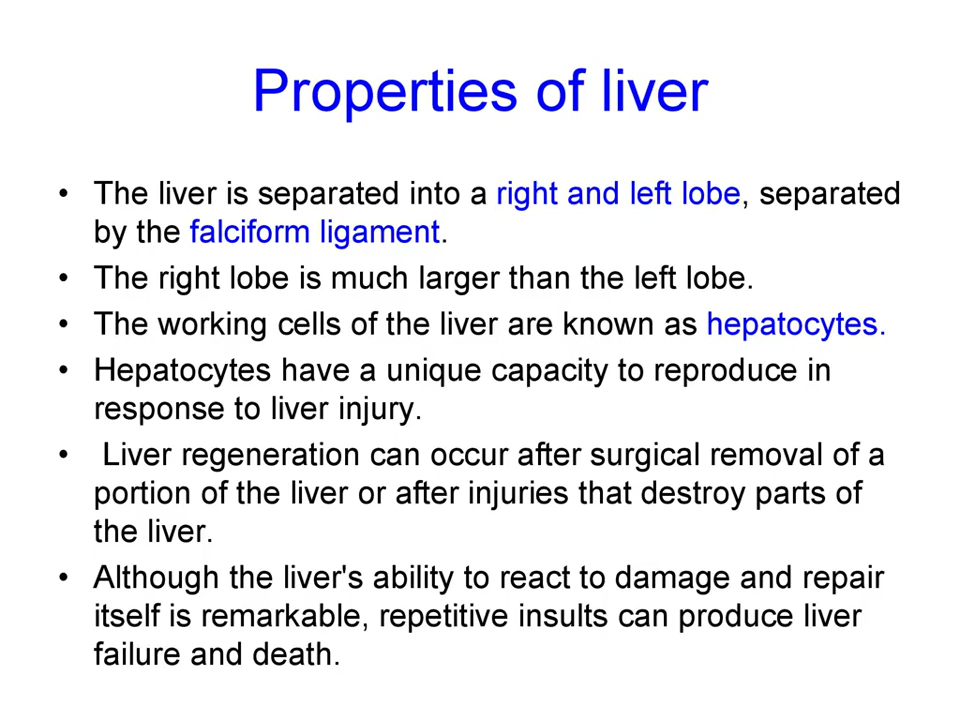 Properties of liver
• The liver is separated into a right and left lobe, separated
by the falciform ligament.
• The right lobe is much larger than the left lobe.
• The working cells of the liver are known as hepatocytes.
• Hepatocytes have a unique capacity to reproduce in
response to liver injury.
• Liver regeneration can occur after surgical removal of a
portion of the liver or after injuries that destroy parts of
the liver.
• Although the liver's ability to react to damage and repair
itself is remarkable, repetitive insults can produce liver
failure and death.